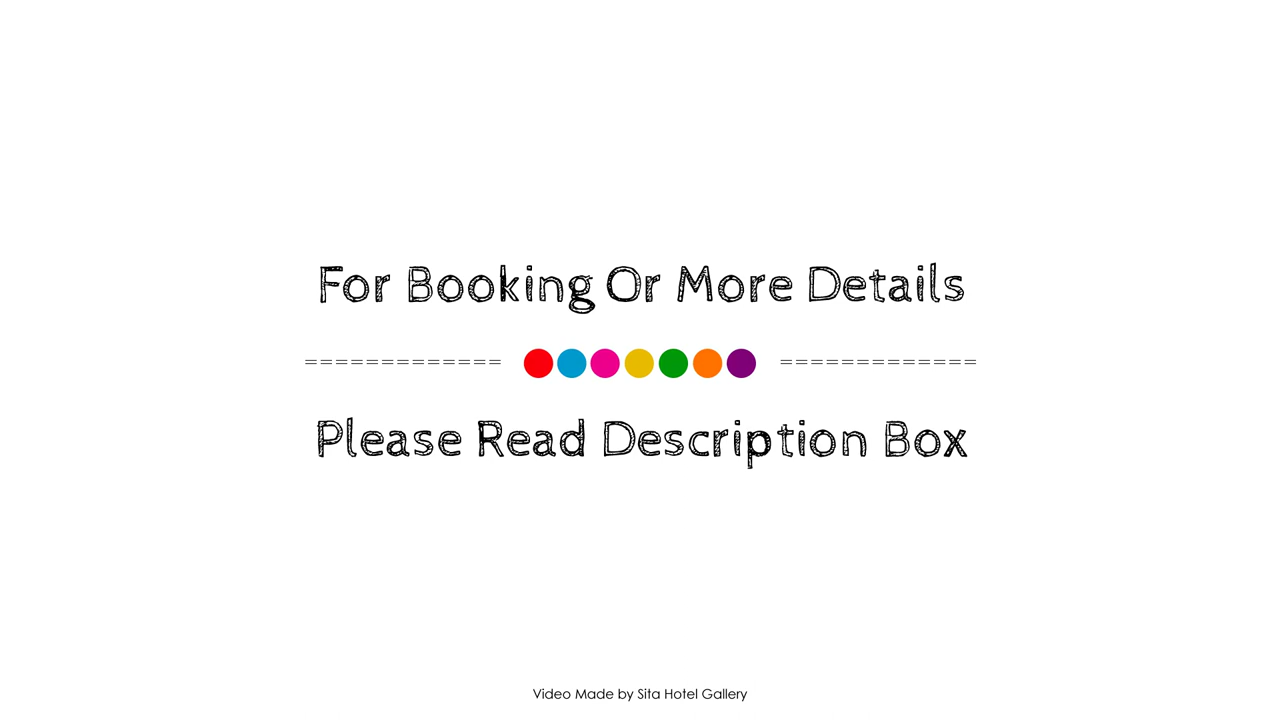 For Booking Or More Details
============= =============
Please Read Description Box
Video Made by Sita Hotel Gallery